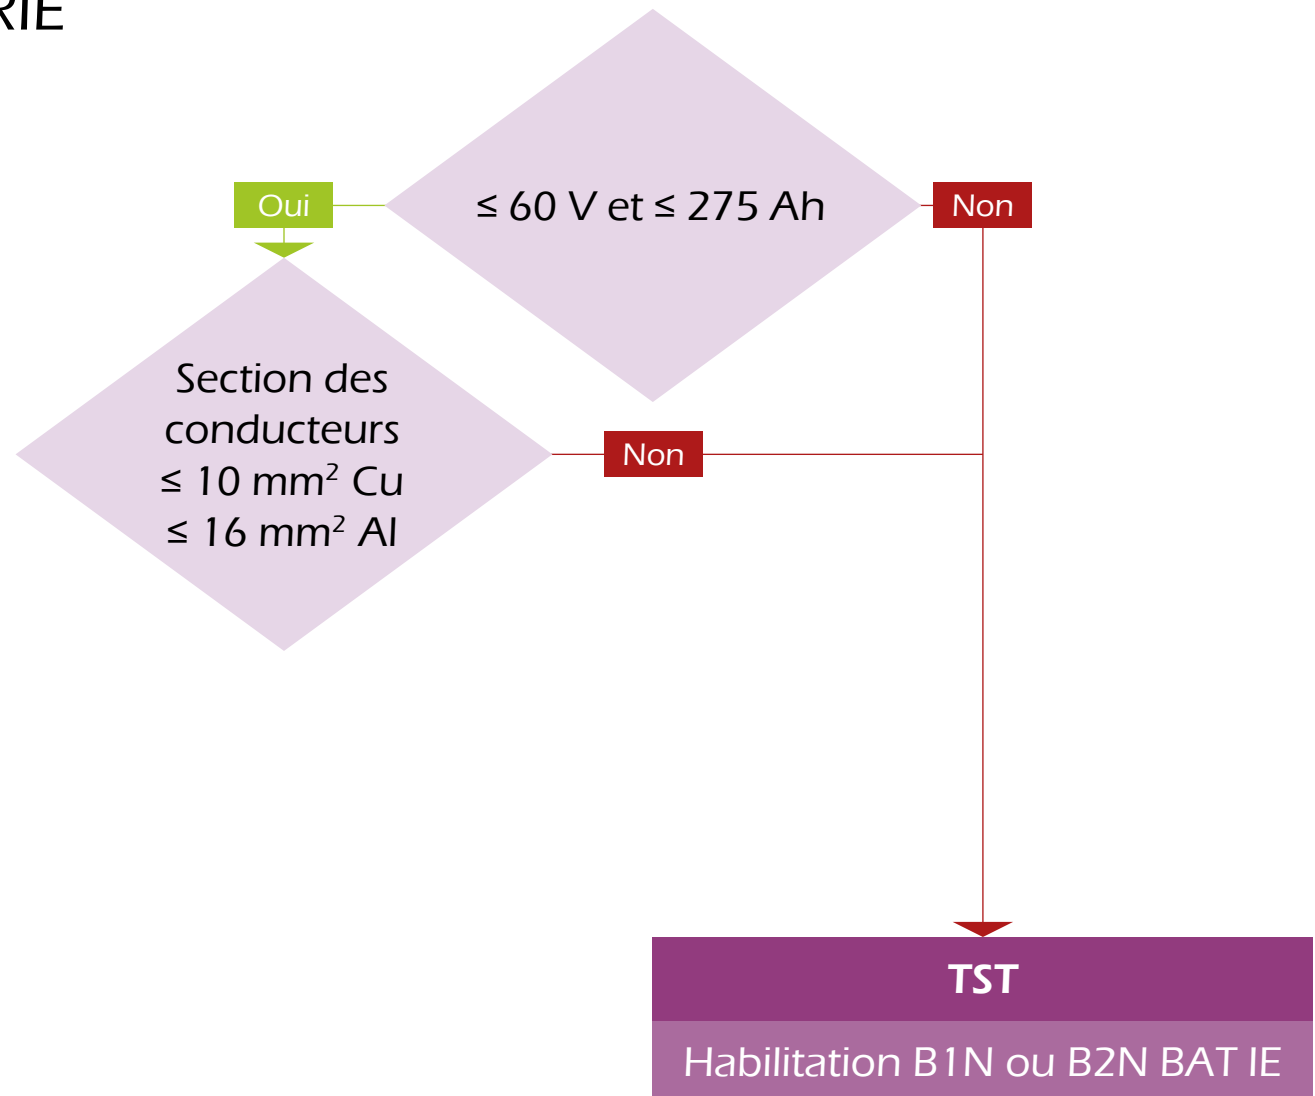 RIE
≤ 60 V et ≤ 275 Ah
Oui
Non
Section des
conducteurs
≤ 10 mm² Cu
≤ 16 mm² Al
Non
TST
Habilitation B1N ou B2N BAT IE